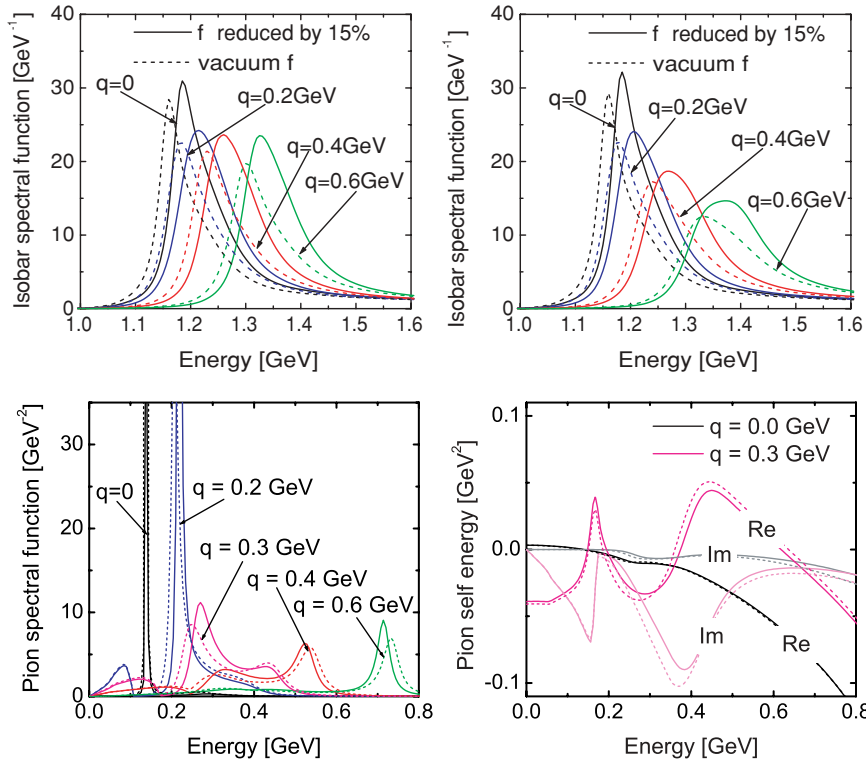 Isobar spectral function [GeV⁻¹]
40
30
20
10
0
f reduced by 15%
vacuum f
q=0
q=0.2GeV
q=0.4GeV
q=0.6GeV
1.0 1.1 1.2 1.3 1.4 1.5 1.6
Energy [GeV]
Isobar spectral function [GeV⁻¹]
40
30
20
10
0
f reduced by 15%
vacuum f
q=0
q=0.2GeV
q=0.4GeV
q=0.6GeV
1.0 1.1 1.2 1.3 1.4 1.5 1.6
Energy [GeV]
Pion spectral function [GeV⁻²]
30
20
10
0
q=0
q = 0.2 GeV
q = 0.3 GeV
q = 0.4 GeV
q = 0.6 GeV
0.0 0.2 0.4 0.6 0.8
Energy [GeV]
Pion self energy [GeV²]
0.1
0.0
-0.1
q = 0.0 GeV
q = 0.3 GeV
Re
Im
Im
Re
0.0 0.2 0.4 0.6 0.8
Energy [GeV]